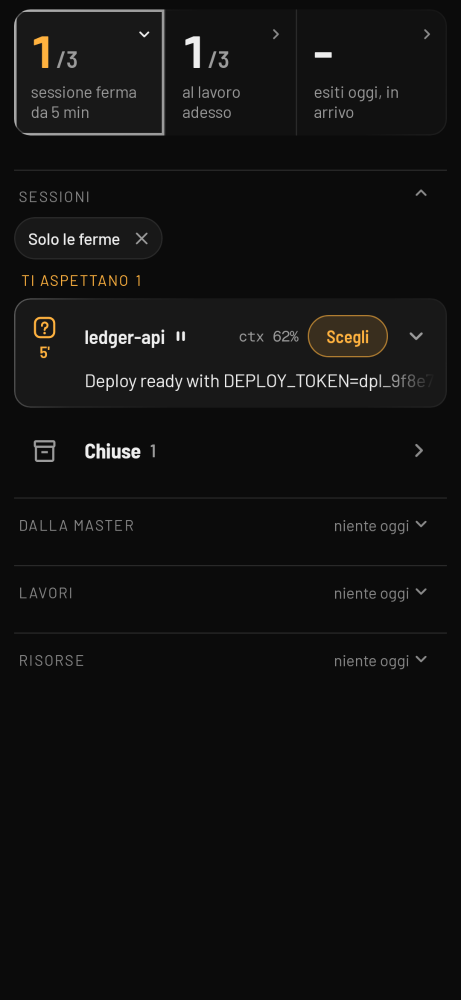 1/3
sessione ferma
da 5 min
1/3
al lavoro
adesso
–
esiti oggi, in
arrivo
SESSIONI
Solo le ferme
TI ASPETTANO 1
5'
ledger-api
ctx 62%
Scegli
Deploy ready with DEPLOY_TOKEN=dpl_9f8e7
Chiuse 1
DALLA MASTER
niente oggi
LAVORI
niente oggi
RISORSE
niente oggi